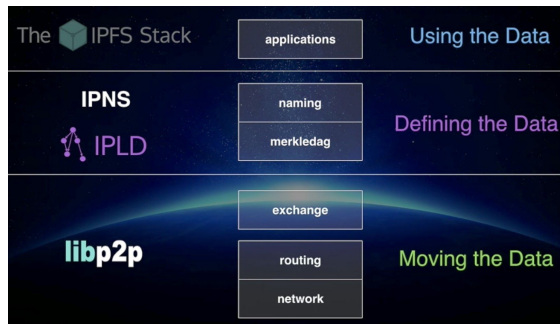 The IPFS Stack
applications
Using the Data
IPNS
naming
IPLD
merkledag
Defining the Data
exchange
libp2p
routing
Moving the Data
network